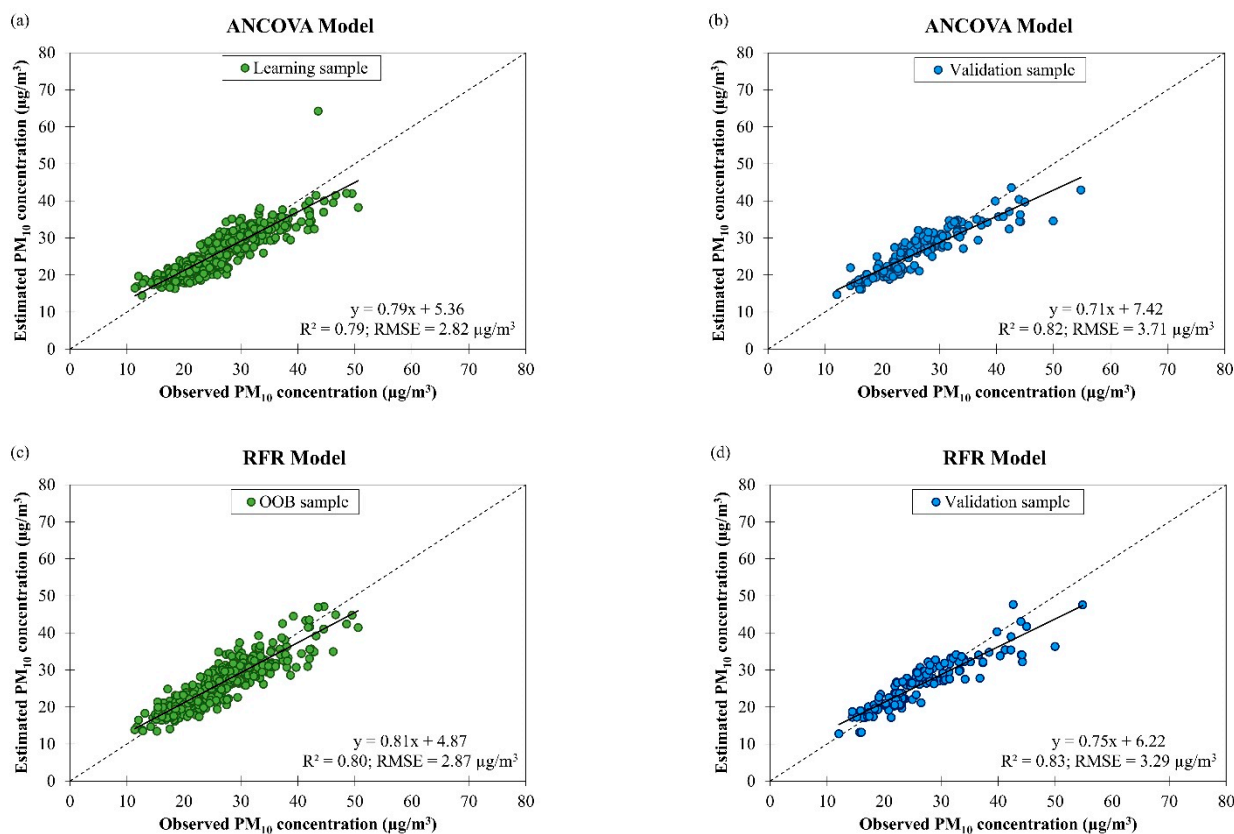 (a)
ANCOVA Model
Learning sample
Estimated PM₁₀ concentration (µg/m³)
80
70
60
50
40
30
20
10
0
y = 0.79x + 5.36
R² = 0.79; RMSE = 2.82 µg/m³
0 10 20 30 40 50 60 70 80
Observed PM₁₀ concentration (µg/m³)
(b)
ANCOVA Model
Validation sample
Estimated PM₁₀ concentration (µg/m³)
80
70
60
50
40
30
20
10
0
y = 0.71x + 7.42
R² = 0.82; RMSE = 3.71 µg/m³
0 10 20 30 40 50 60 70 80
Observed PM₁₀ concentration (µg/m³)
(c)
RFR Model
OOB sample
Estimated PM₁₀ concentration (µg/m³)
80
70
60
50
40
30
20
10
0
y = 0.81x + 4.87
R² = 0.80; RMSE = 2.87 µg/m³
0 10 20 30 40 50 60 70 80
Observed PM₁₀ concentration (µg/m³)
(d)
RFR Model
Validation sample
Estimated PM₁₀ concentration (µg/m³)
80
70
60
50
40
30
20
10
0
y = 0.75x + 6.22
R² = 0.83; RMSE = 3.29 µg/m³
0 10 20 30 40 50 60 70 80
Observed PM₁₀ concentration (µg/m³)